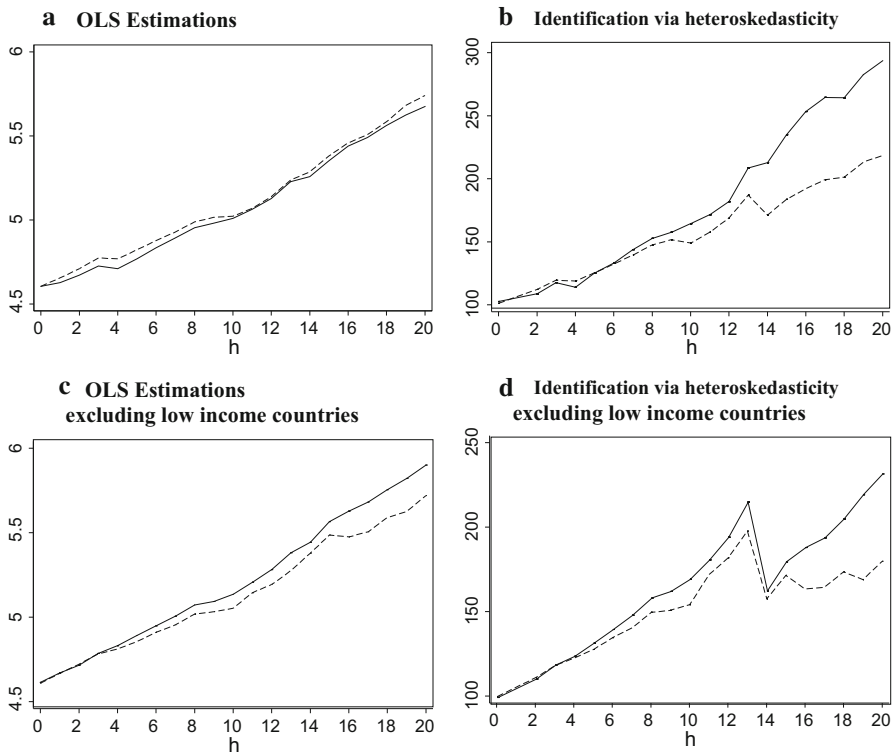 a OLS Estimations
6
5.5
5
4.5
0 2 4 6 8 10 12 14 16 18 20
h
b Identification via heteroskedasticity
300
250
200
150
100
0 2 4 6 8 10 12 14 16 18 20
h
c OLS Estimations
excluding low income countries
6
5.5
5
4.5
0 2 4 6 8 10 12 14 16 18 20
h
d Identification via heteroskedasticity
excluding low income countries
250
200
150
100
0 2 4 6 8 10 12 14 16 18 20
h